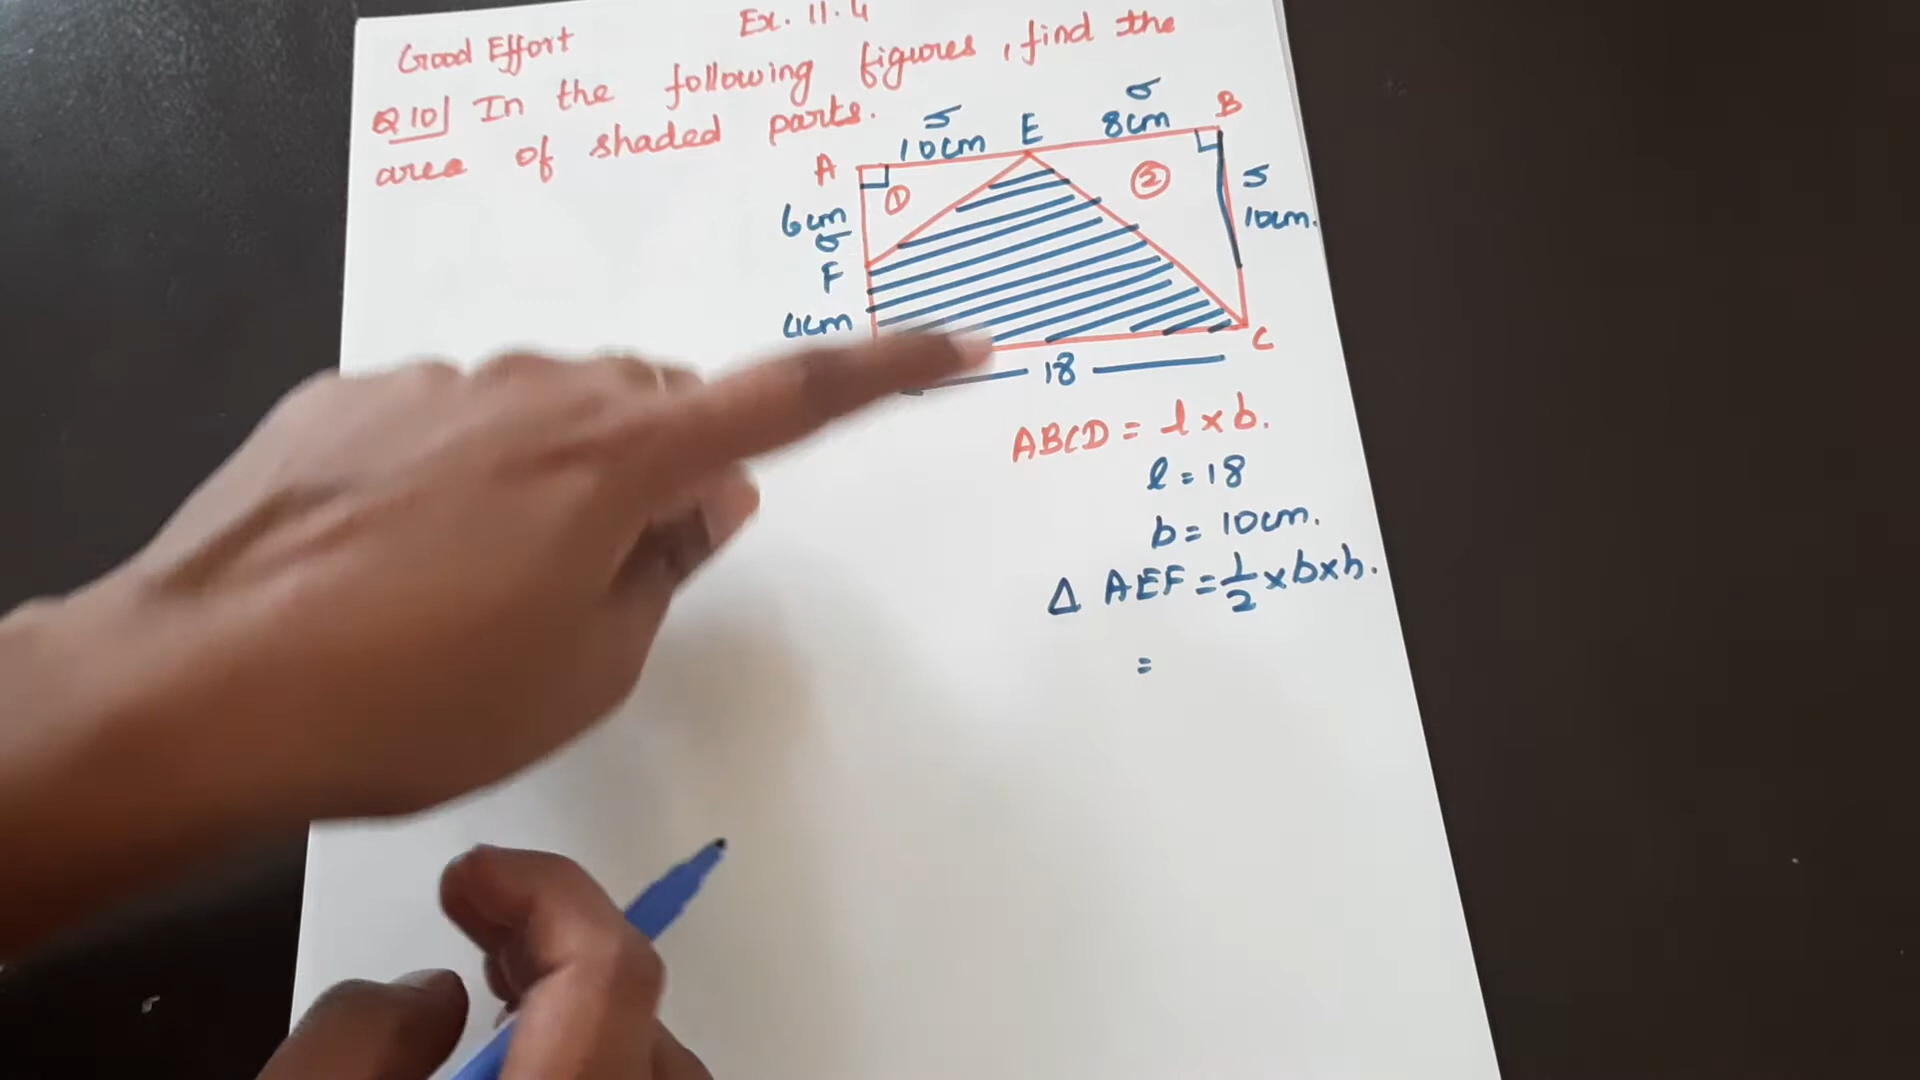 Good Effort
Ex. 11.4
Q 10] In the following figures, find the
area of shaded parts.
10cm
E
8cm
B
A
①
②
6cm
10cm.
F
4cm
C
18
ABCD = l x b.
l = 18
b = 10cm.
Δ AEF = 1/2 x b x h.
=